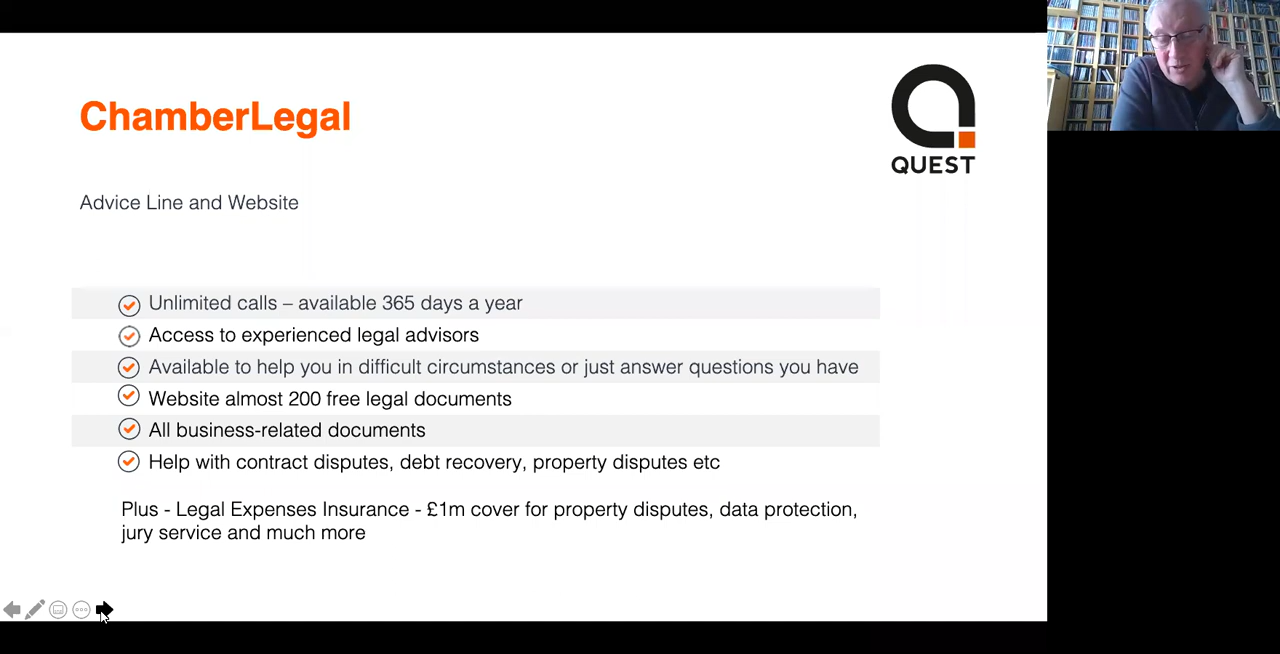 ChamberLegal
QUEST
Advice Line and Website
Unlimited calls – available 365 days a year
Access to experienced legal advisors
Available to help you in difficult circumstances or just answer questions you have
Website almost 200 free legal documents
All business-related documents
Help with contract disputes, debt recovery, property disputes etc
Plus - Legal Expenses Insurance - £1m cover for property disputes, data protection,
jury service and much more